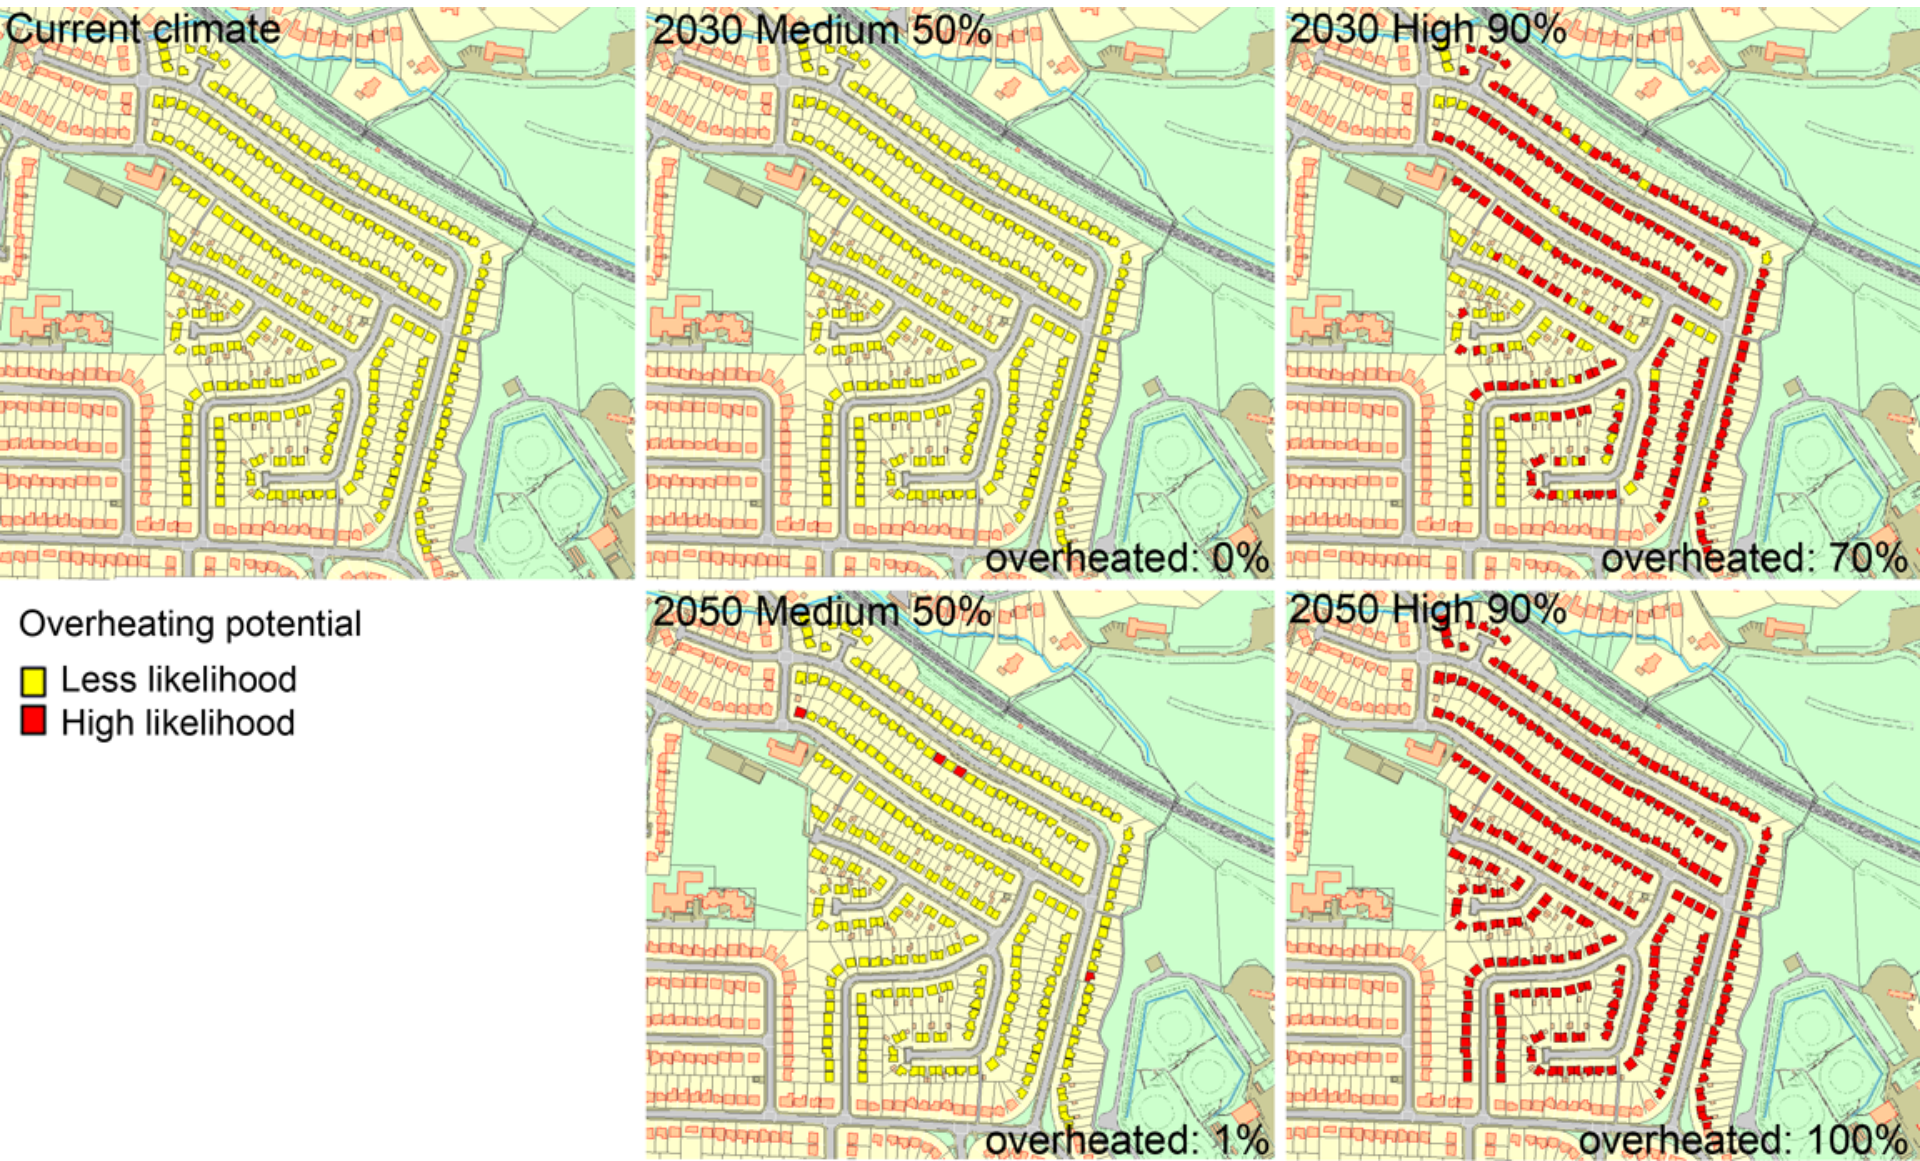 Current climate
2030 Medium 50%
2030 High 90%
overheated: 0%
overheated: 70%
Overheating potential
Less likelihood
High likelihood
2050 Medium 50%
2050 High 90%
overheated: 1%
overheated: 100%